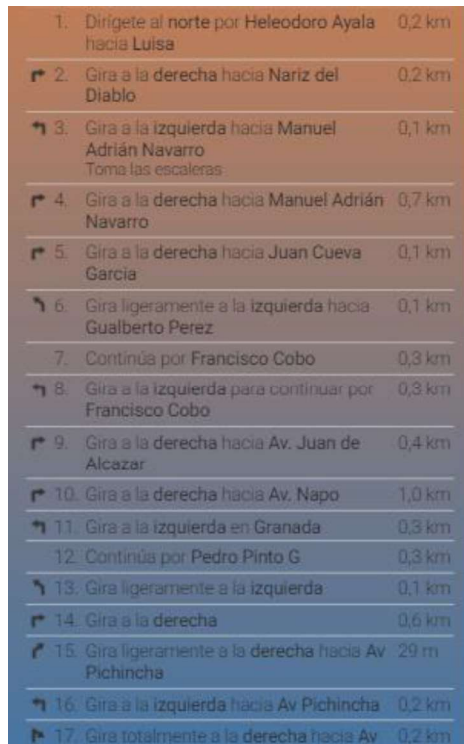 1. Dirígete al norte por Heleodoro Ayala 0,2 km
hacia Luisa
2. Gira a la derecha hacia Nariz del 0,2 km
Diablo
3. Gira a la izquierda hacia Manuel 0,1 km
Adrián Navarro
Toma las escaleras
4. Gira a la derecha hacia Manuel Adrián 0,7 km
Navarro
5. Gira a la derecha hacia Juan Cueva 0,1 km
García
6. Gira ligeramente a la izquierda hacia 0,1 km
Gualberto Perez
7. Continúa por Francisco Cobo 0,3 km
8. Gira a la izquierda para continuar por 0,3 km
Francisco Cobo
9. Gira a la derecha hacia Av. Juan de 0,4 km
Alcazar
10. Gira a la derecha hacia Av. Napo 1,0 km
11. Gira a la izquierda en Granada 0,3 km
12. Continúa por Pedro Pinto G 0,3 km
13. Gira ligeramente a la izquierda 0,1 km
14. Gira a la derecha 0,6 km
15. Gira ligeramente a la derecha hacia Av 29 m
Pichincha
16. Gira a la izquierda hacia Av Pichincha 0,2 km
17. Gira totalmente a la derecha hacia Av 0,2 km